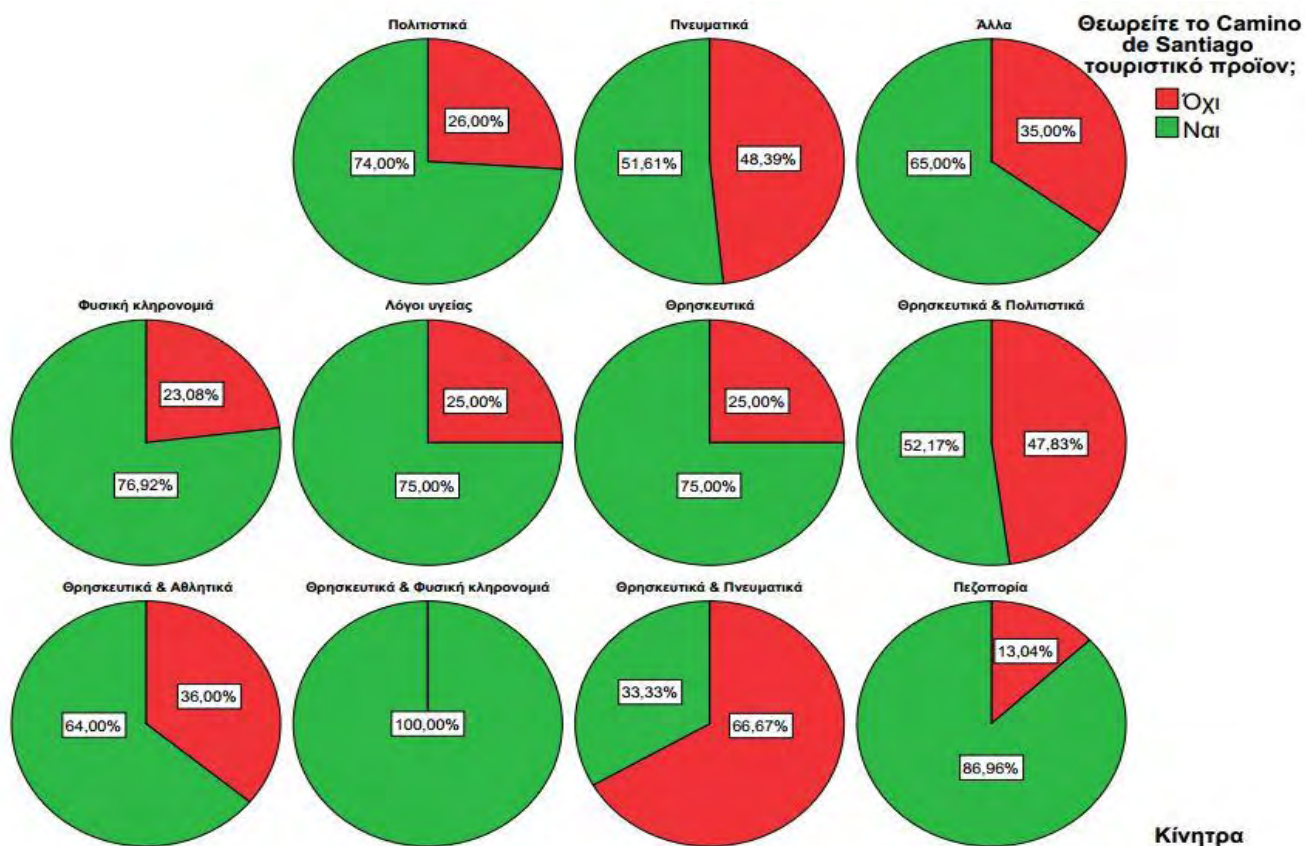 Πολιτιστικά
Πνευματικά
Άλλα
Θεωρείτε το Camino
de Santiago
τουριστικό προϊον;
Όχι
Ναι
26,00%
74,00%
51,61%
48,39%
35,00%
65,00%
Φυσική κληρονομιά
Λόγοι υγείας
Θρησκευτικά
Θρησκευτικά & Πολιτιστικά
23,08%
76,92%
25,00%
75,00%
25,00%
75,00%
52,17%
47,83%
Θρησκευτικά & Αθλητικά
Θρησκευτικά & Φυσική κληρονομιά
Θρησκευτικά & Πνευματικά
Πεζοπορία
36,00%
64,00%
100,00%
33,33%
66,67%
13,04%
86,96%
Κίνητρα